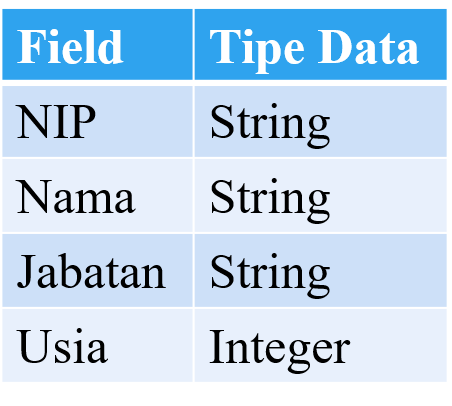 Field Tipe Data
NIP String
Nama String
Jabatan String
Usia Integer